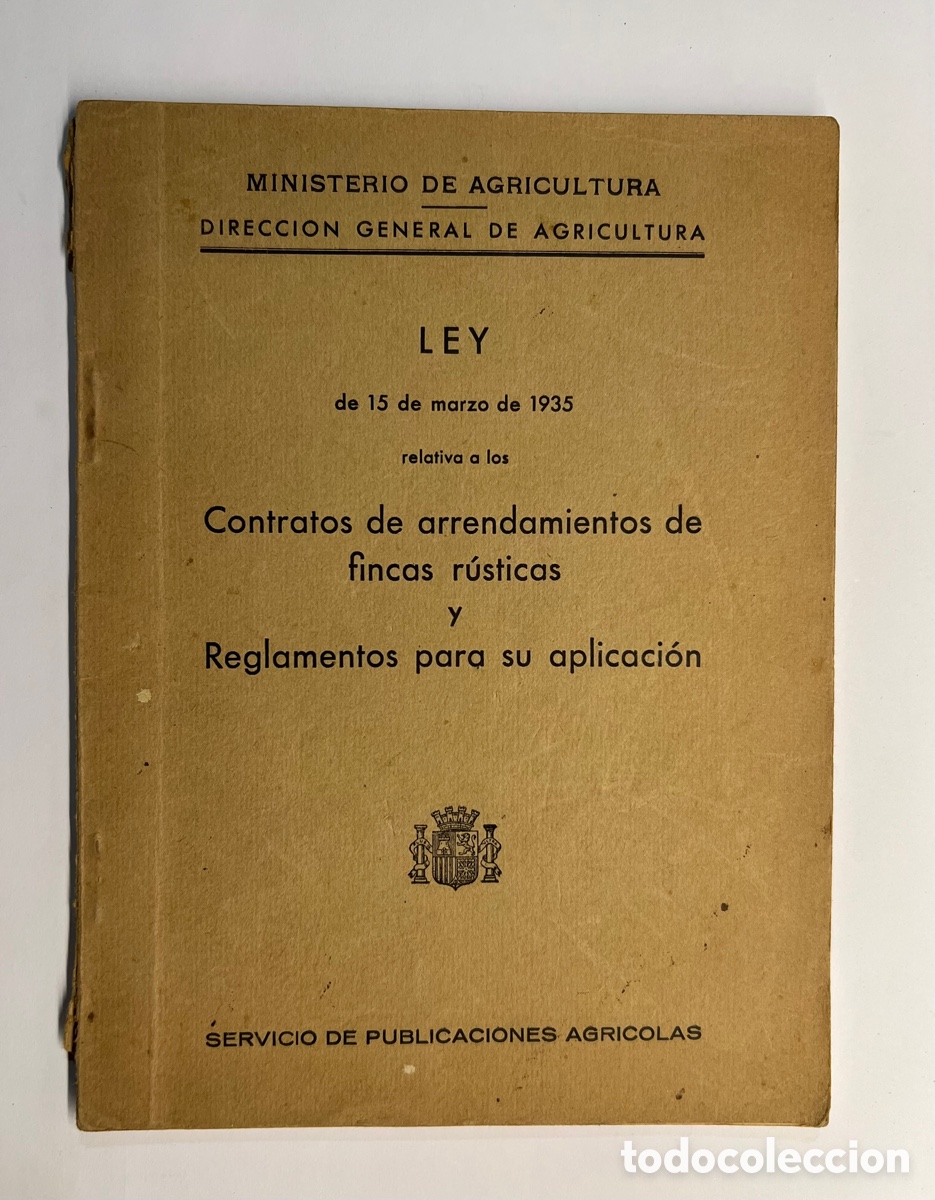 MINISTERIO DE AGRICULTURA
DIRECCION GENERAL DE AGRICULTURA
LEY
de 15 de marzo de 1935
relativa a los
Contratos de arrendamientos de
fincas rústicas
y
Reglamentos para su aplicación
SERVICIO DE PUBLICACIONES AGRICOLAS
todocoleccion